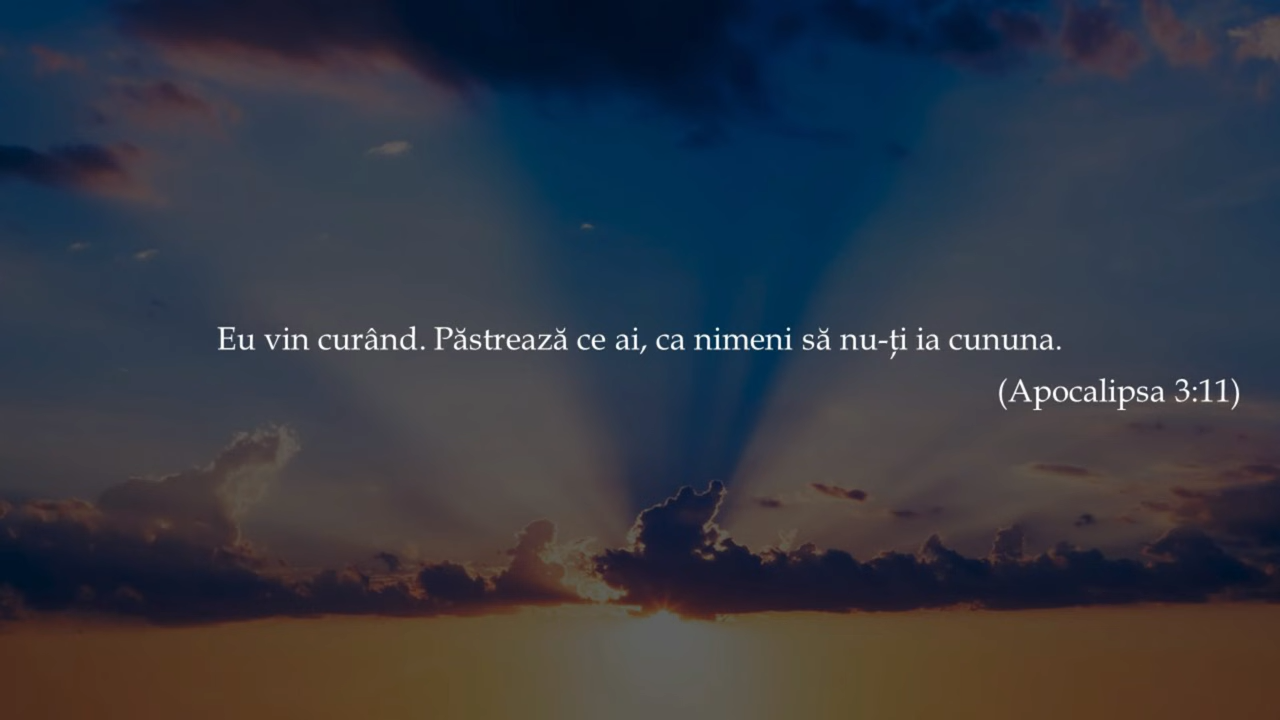 Eu vin curând. Păstrează ce ai, ca nimeni să nu-ți ia cununa.
(Apocalipsa 3:11)